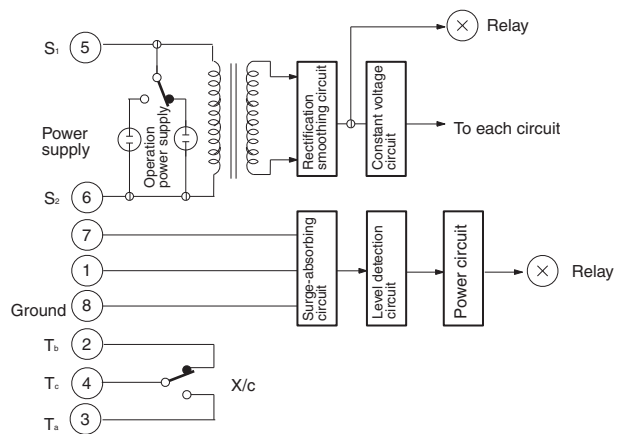 Relay
S₁ 5
Power
supply
Operation
power supply
Rectification
smoothing circuit
Constant voltage
circuit
To each circuit
S₂ 6
7
1
Ground 8
Surge-absorbing
circuit
Level detection
circuit
Power circuit
Relay
Tb 2
Tc 4
X/c
Ta 3